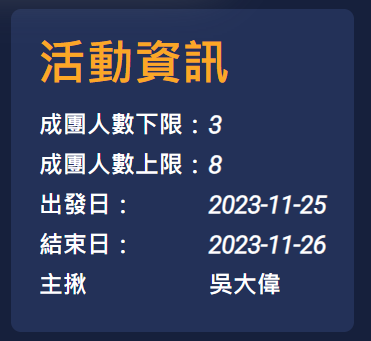 活動資訊
成團人數下限：3
成團人數上限：8
出發日： 2023-11-25
結束日： 2023-11-26
主揪 吳大偉